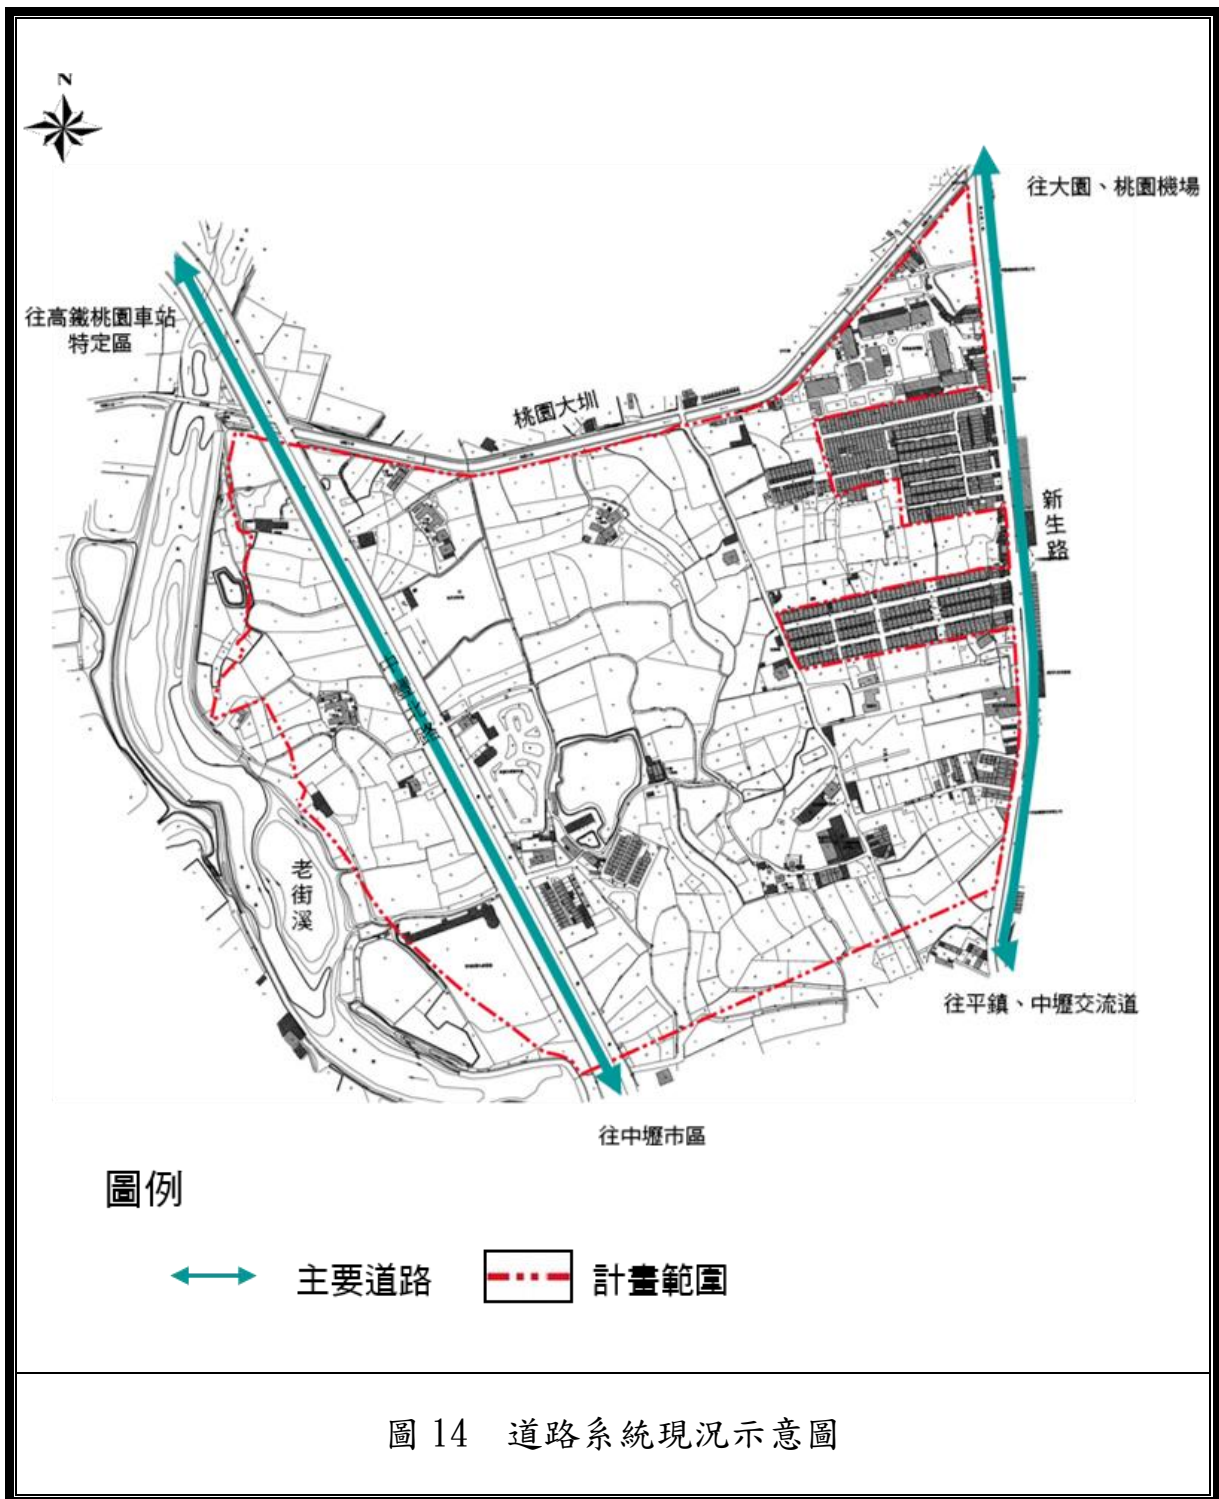 N
往大園、桃園機場
往高鐵桃園車站
特定區
桃園大圳
新生路
老街溪
往平鎮、中壢交流道
往中壢市區
圖例
主要道路
計畫範圍
圖 14 道路系統現況示意圖